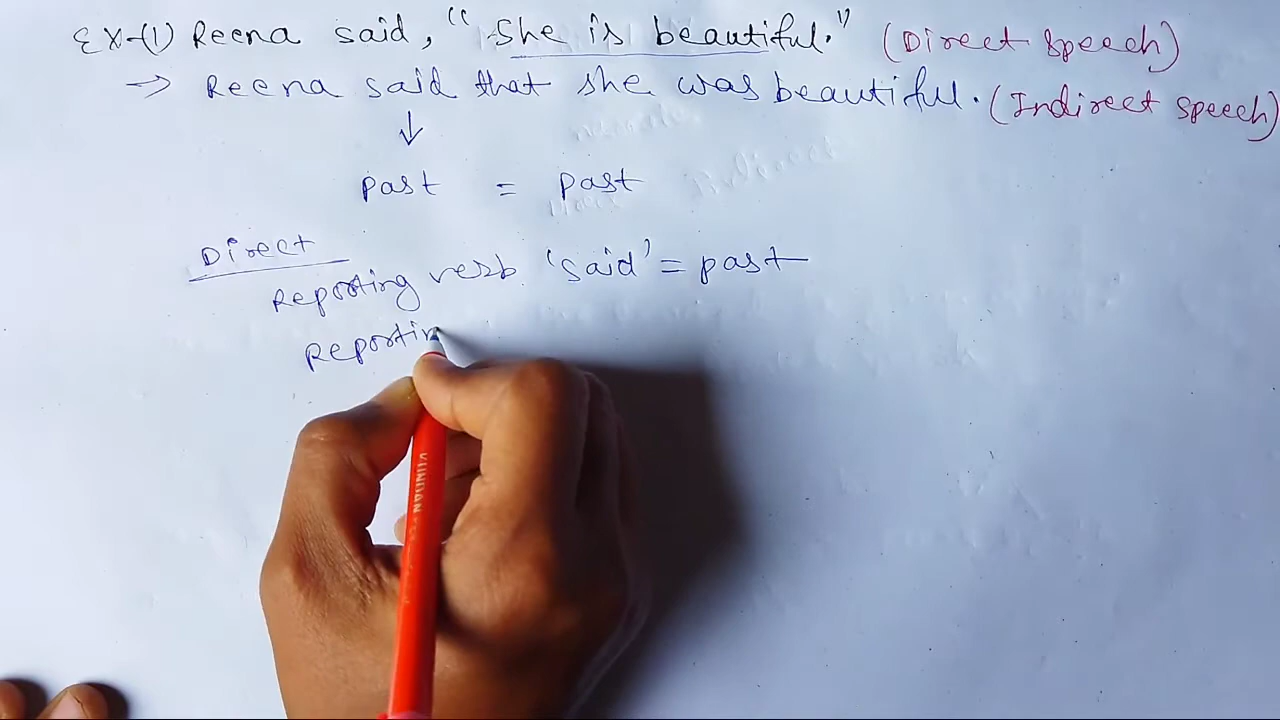 Ex-(1) Reena said, "She is beautiful." (Direct speech)
→ Reena said that she was beautiful. (Indirect speech)
↓
past = past
Direct
Reporting verb 'said' = past
Reportin